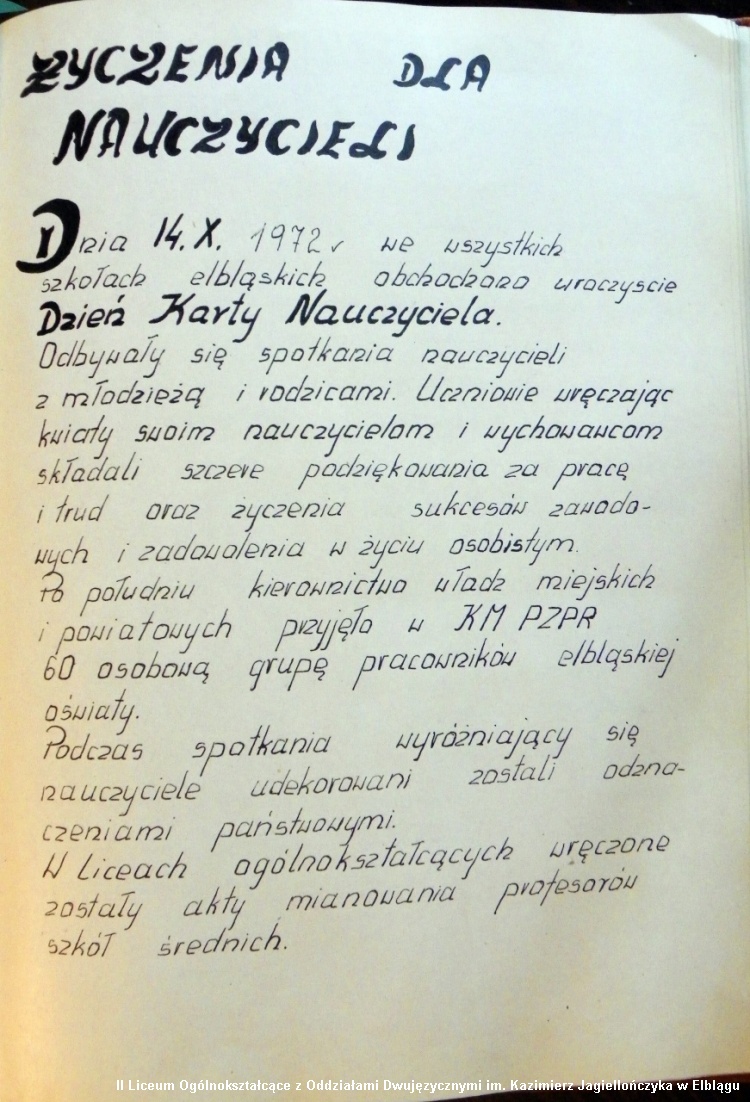 ŻYCZENIA DLA
NAUCZYCIELI
Dnia 14.X. 1972r we wszystkich
szkołach elbląskich obchodzono uroczyście
Dzień Karty Nauczyciela.
Odbywały się spotkania nauczycieli
z młodzieżą i rodzicami. Uczniowie wręczając
kwiaty swoim nauczycielom i wychowawcom
składali szczere podziękowania za pracę
i trud oraz życzenia sukcesów zawodo-
wych i zadowolenia w życiu osobistym.
Po południu kierownictwo władz miejskich
i powiatowych przyjęło w KM PZPR
60 osobową grupę pracowników elbląskiej
oświaty.
Podczas spotkania wyróżniający się
nauczyciele udekorowani zostali odzna-
czeniami państwowymi.
W Liceach ogólnokształcących wręczone
zostały akty mianowania profesorów
szkół średnich.
II Liceum Ogólnokształcące z Oddziałami Dwujęzycznymi im. Kazimierz Jagiellończyka w Elblągu